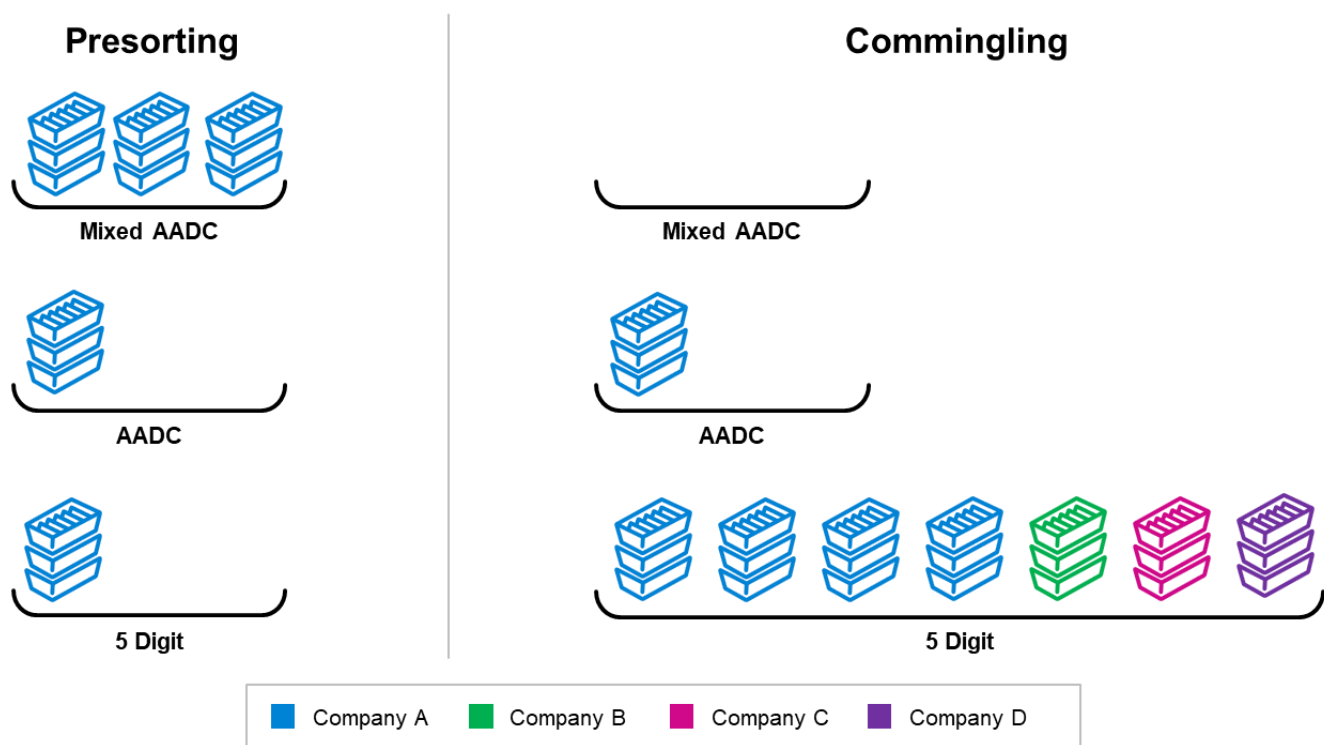 Presorting
Commingling
Mixed AADC
Mixed AADC
AADC
AADC
5 Digit
5 Digit
Company A
Company B
Company C
Company D